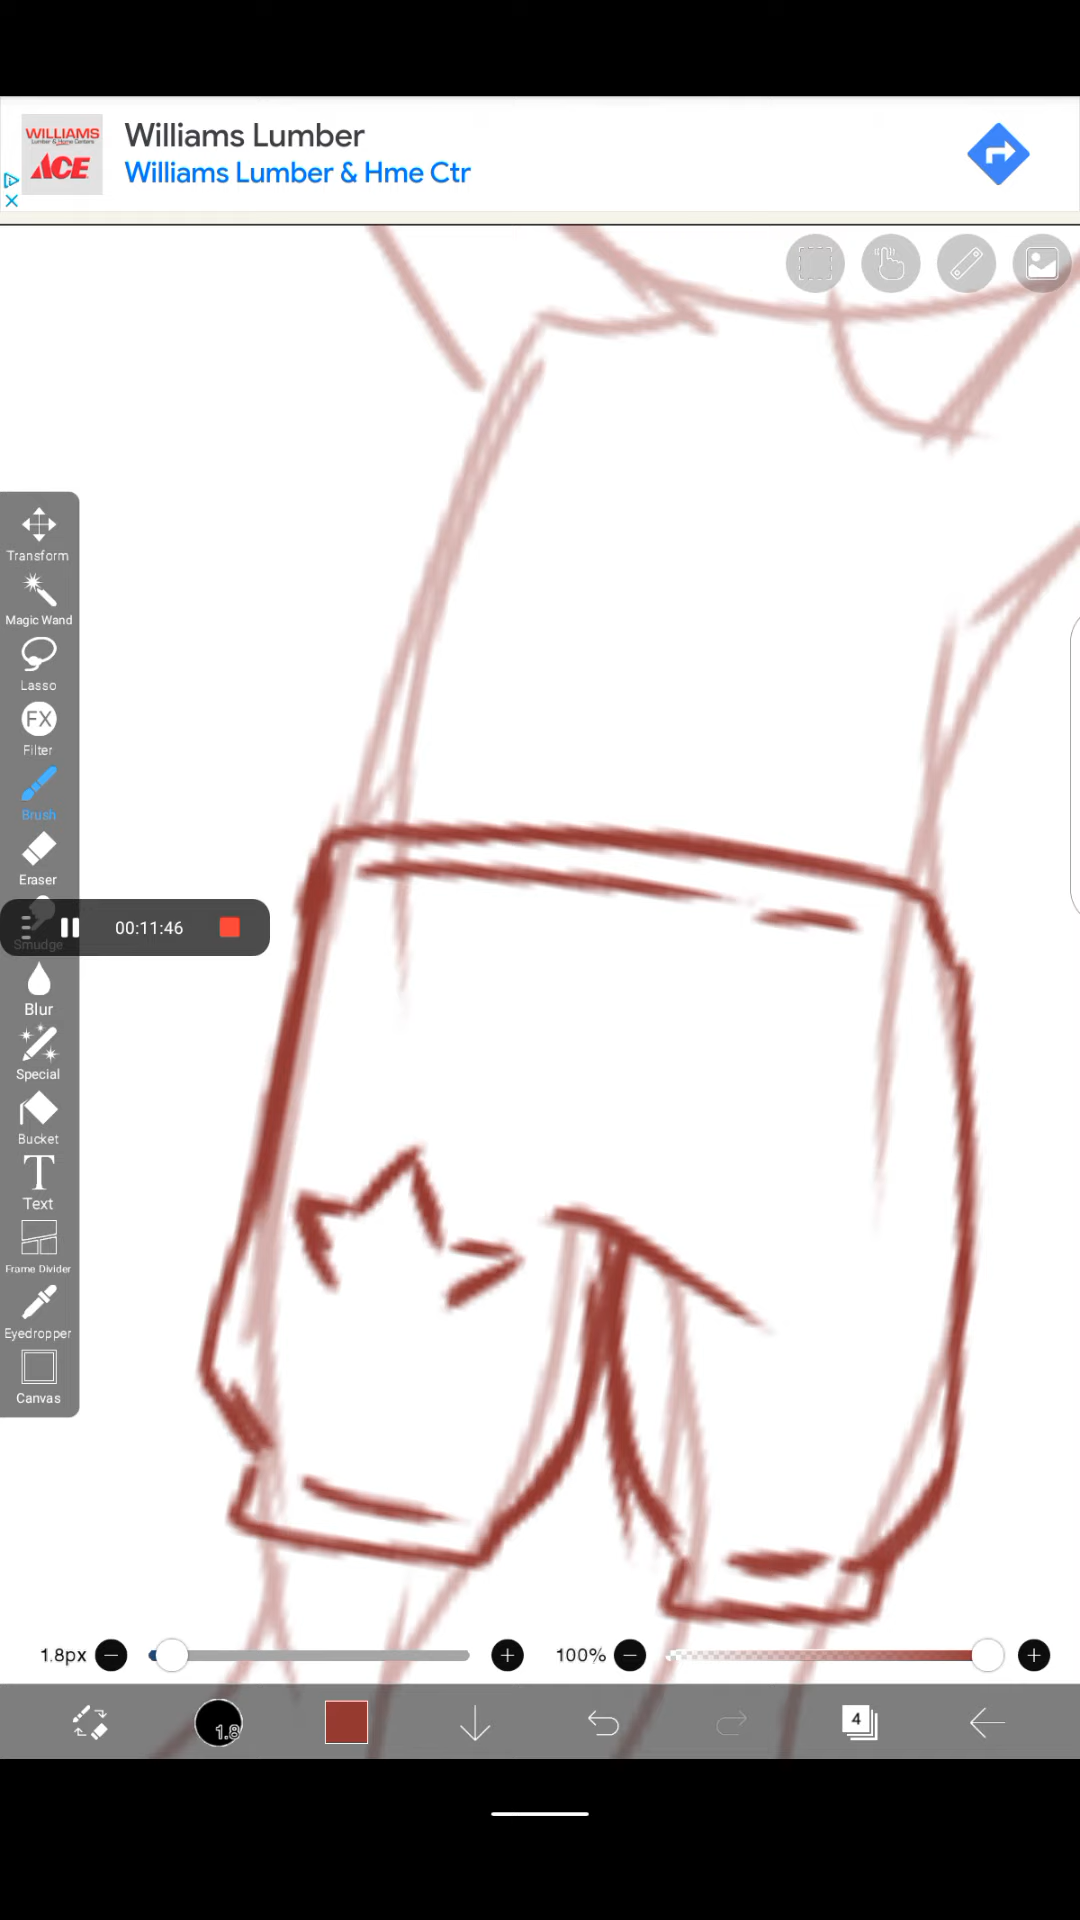 WILLIAMS
Lumber & Home Centers
ACE
Williams Lumber
Williams Lumber & Hme Ctr
Transform
Magic Wand
Lasso
FX
Filter
Brush
Eraser
00:11:46
Smudge
Blur
Special
Bucket
T
Text
Frame Divider
Eyedropper
Canvas
1.8px
100%
1.8
4